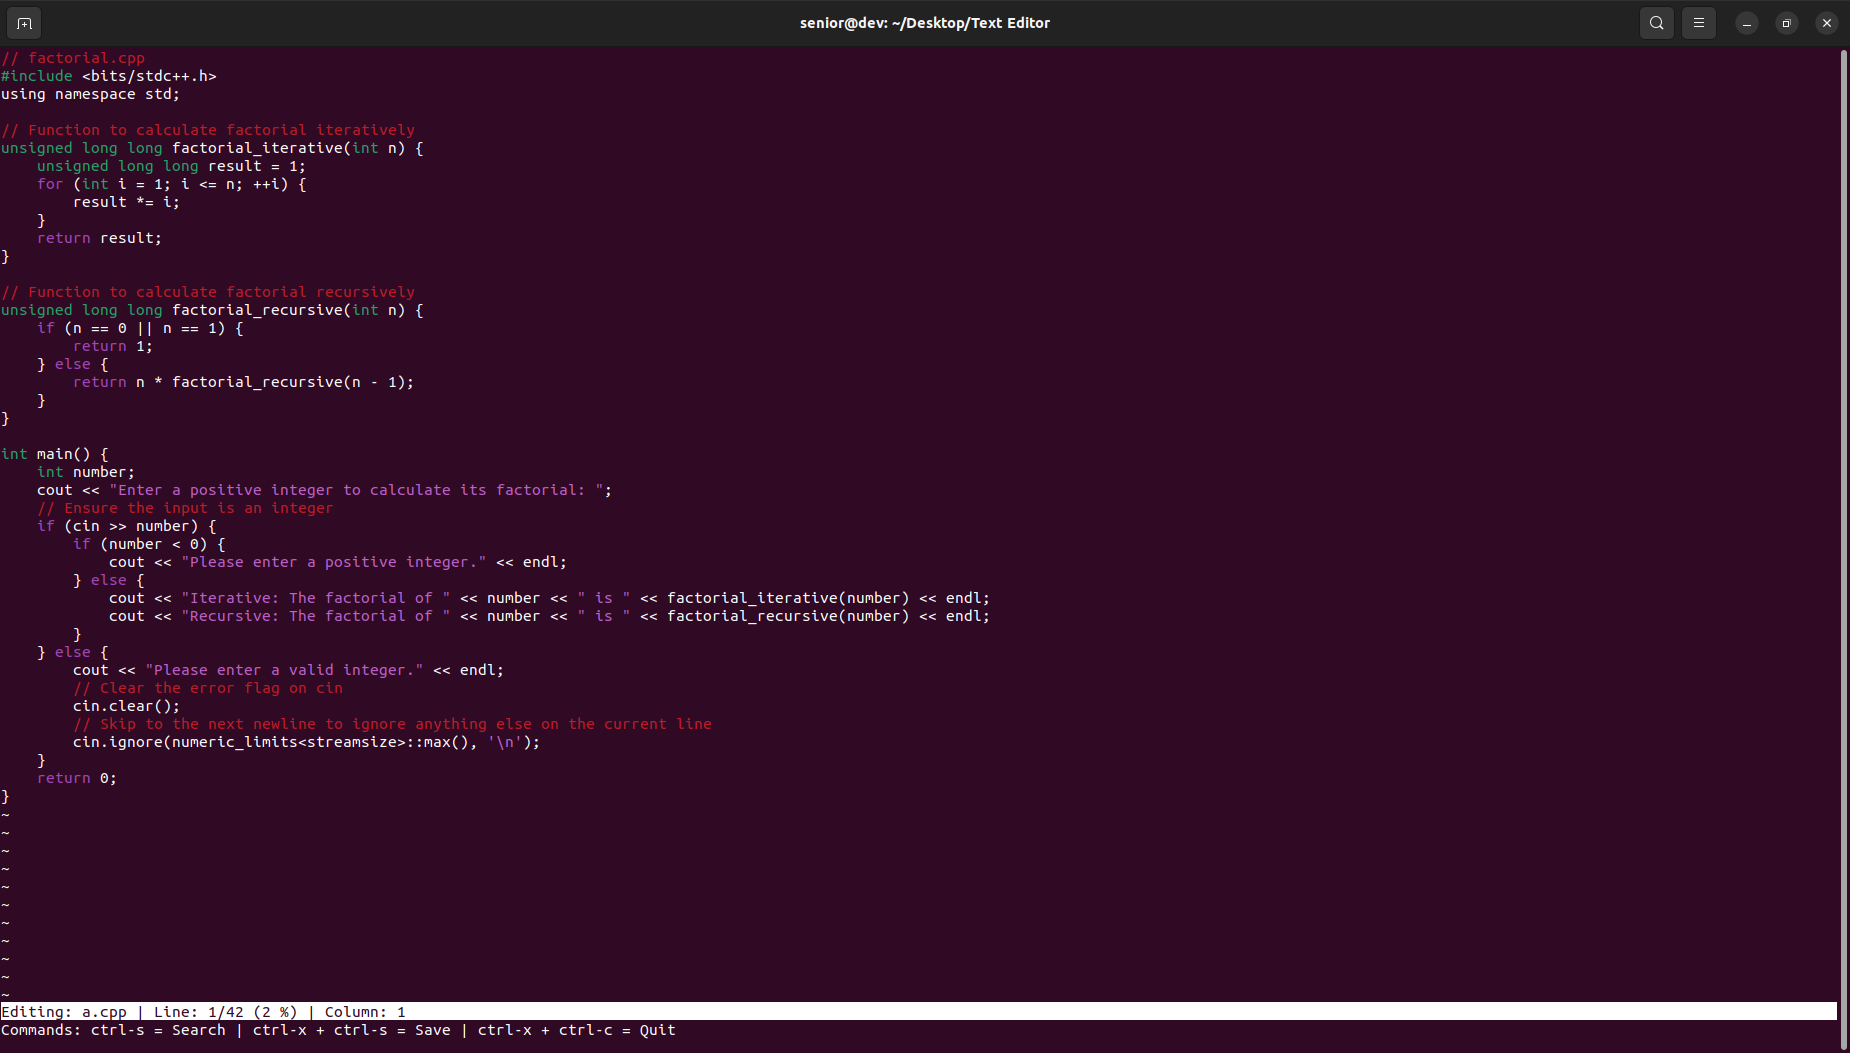 senior@dev: ~/Desktop/Text Editor
// factorial.cpp
#include <bits/stdc++.h>
using namespace std;

// Function to calculate factorial iteratively
unsigned long long factorial_iterative(int n) {
    unsigned long long result = 1;
    for (int i = 1; i <= n; ++i) {
        result *= i;
    }
    return result;
}

// Function to calculate factorial recursively
unsigned long long factorial_recursive(int n) {
    if (n == 0 || n == 1) {
        return 1;
    } else {
        return n * factorial_recursive(n - 1);
    }
}

int main() {
    int number;
    cout << "Enter a positive integer to calculate its factorial: ";
    // Ensure the input is an integer
    if (cin >> number) {
        if (number < 0) {
            cout << "Please enter a positive integer." << endl;
        } else {
            cout << "Iterative: The factorial of " << number << " is " << factorial_iterative(number) << endl;
            cout << "Recursive: The factorial of " << number << " is " << factorial_recursive(number) << endl;
        }
    } else {
        cout << "Please enter a valid integer." << endl;
        // Clear the error flag on cin
        cin.clear();
        // Skip to the next newline to ignore anything else on the current line
        cin.ignore(numeric_limits<streamsize>::max(), '\n');
    }
    return 0;
}
~
~
~
~
~
~
~
~
~
~
~
Editing: a.cpp | Line: 1/42 (2 %) | Column: 1
Commands: ctrl-s = Search | ctrl-x + ctrl-s = Save | ctrl-x + ctrl-c = Quit